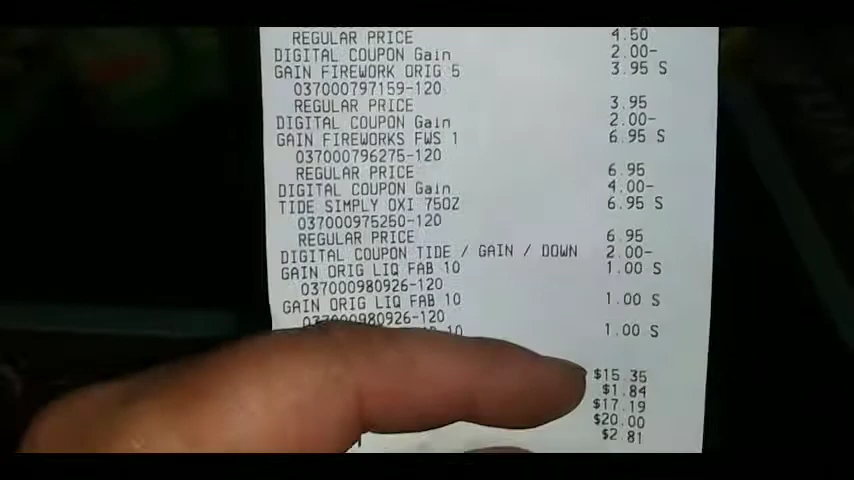 REGULAR PRICE 4.50
DIGITAL COUPON Gain 2.00-
GAIN FIREWORK ORIG 5 3.95 S
037000797159-120
REGULAR PRICE 3.95
DIGITAL COUPON Gain 2.00-
GAIN FIREWORKS FWS 1 6.95 S
037000796275-120
REGULAR PRICE 6.95
DIGITAL COUPON Gain 4.00-
TIDE SIMPLY OXI 75OZ 6.95 S
037000975250-120
REGULAR PRICE 6.95
DIGITAL COUPON TIDE / GAIN / DOWN 2.00-
GAIN ORIG LIQ FAB 10 1.00 S
037000980926-120
GAIN ORIG LIQ FAB 10 1.00 S
037000980926-120
10 1.00 S
$15.35
$1.84
$17.19
$20.00
$2.81